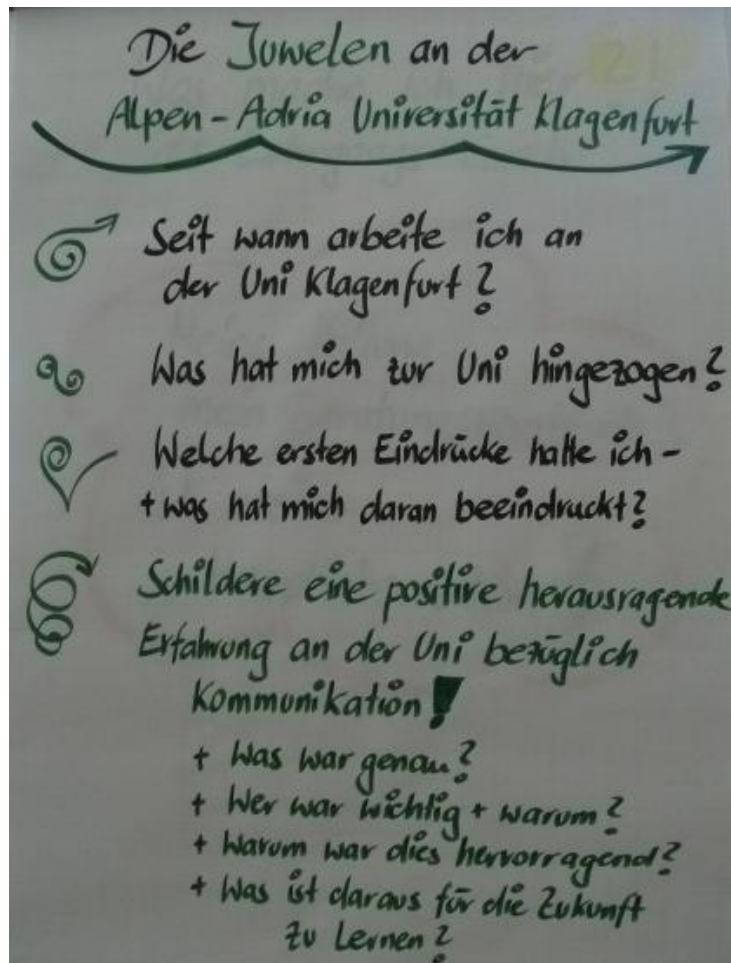 Die Juwelen an der
Alpen-Adria Universität Klagenfurt
Seit wann arbeite ich an
der Uni Klagenfurt?
Was hat mich zur Uni hingezogen?
Welche ersten Eindrücke hatte ich -
+ was hat mich daran beeindruckt?
Schildere eine positive herausragende
Erfahrung an der Uni bezüglich
Kommunikation!
+ Was war genau?
+ Wer war wichtig + warum?
+ Warum war dies hervorragend?
+ Was ist daraus für die Zukunft
zu Lernen?